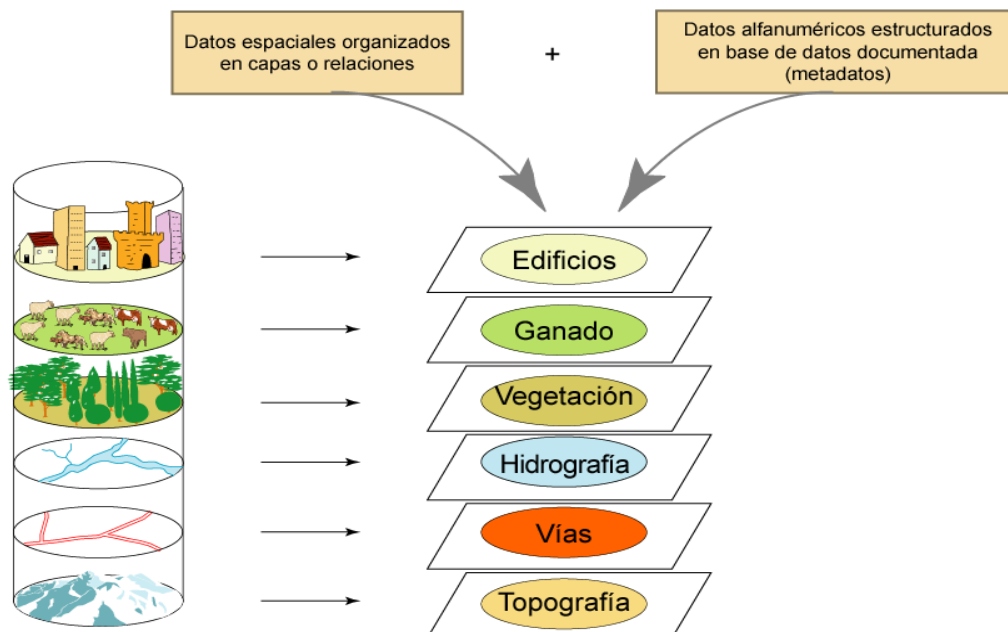 Datos espaciales organizados
en capas o relaciones
+
Datos alfanuméricos estructurados
en base de datos documentada
(metadatos)
Edificios
Ganado
Vegetación
Hidrografía
Vías
Topografía